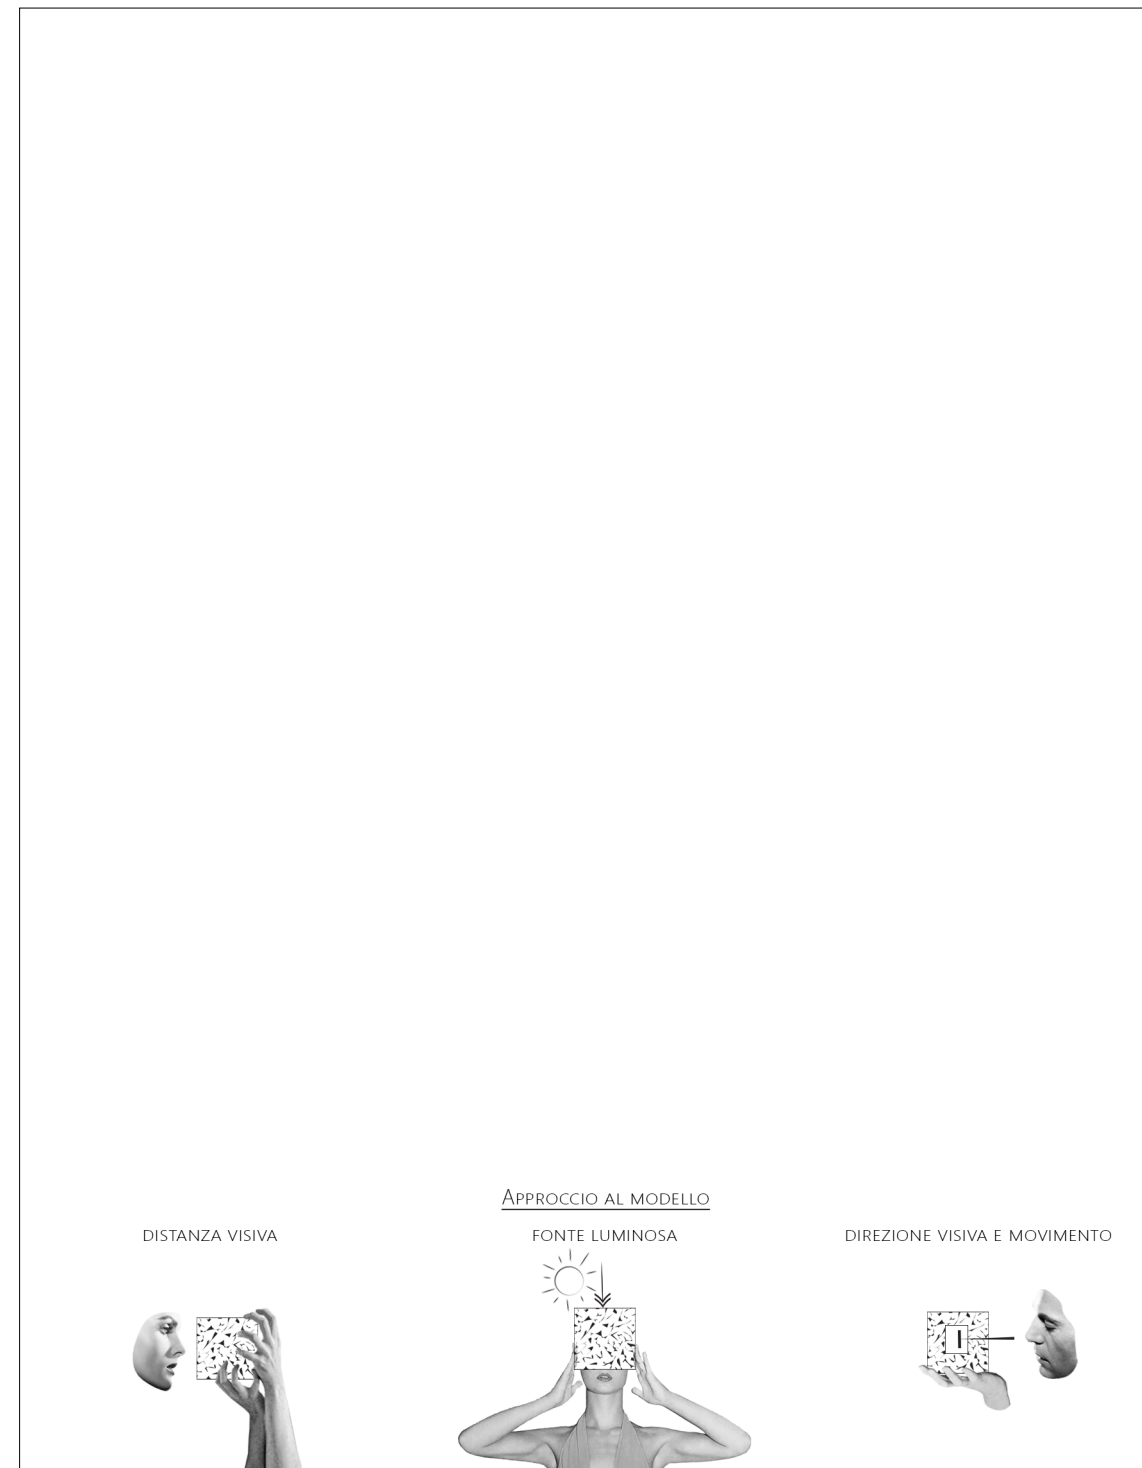 Approccio al modello
distanza visiva
fonte luminosa
direzione visiva e movimento